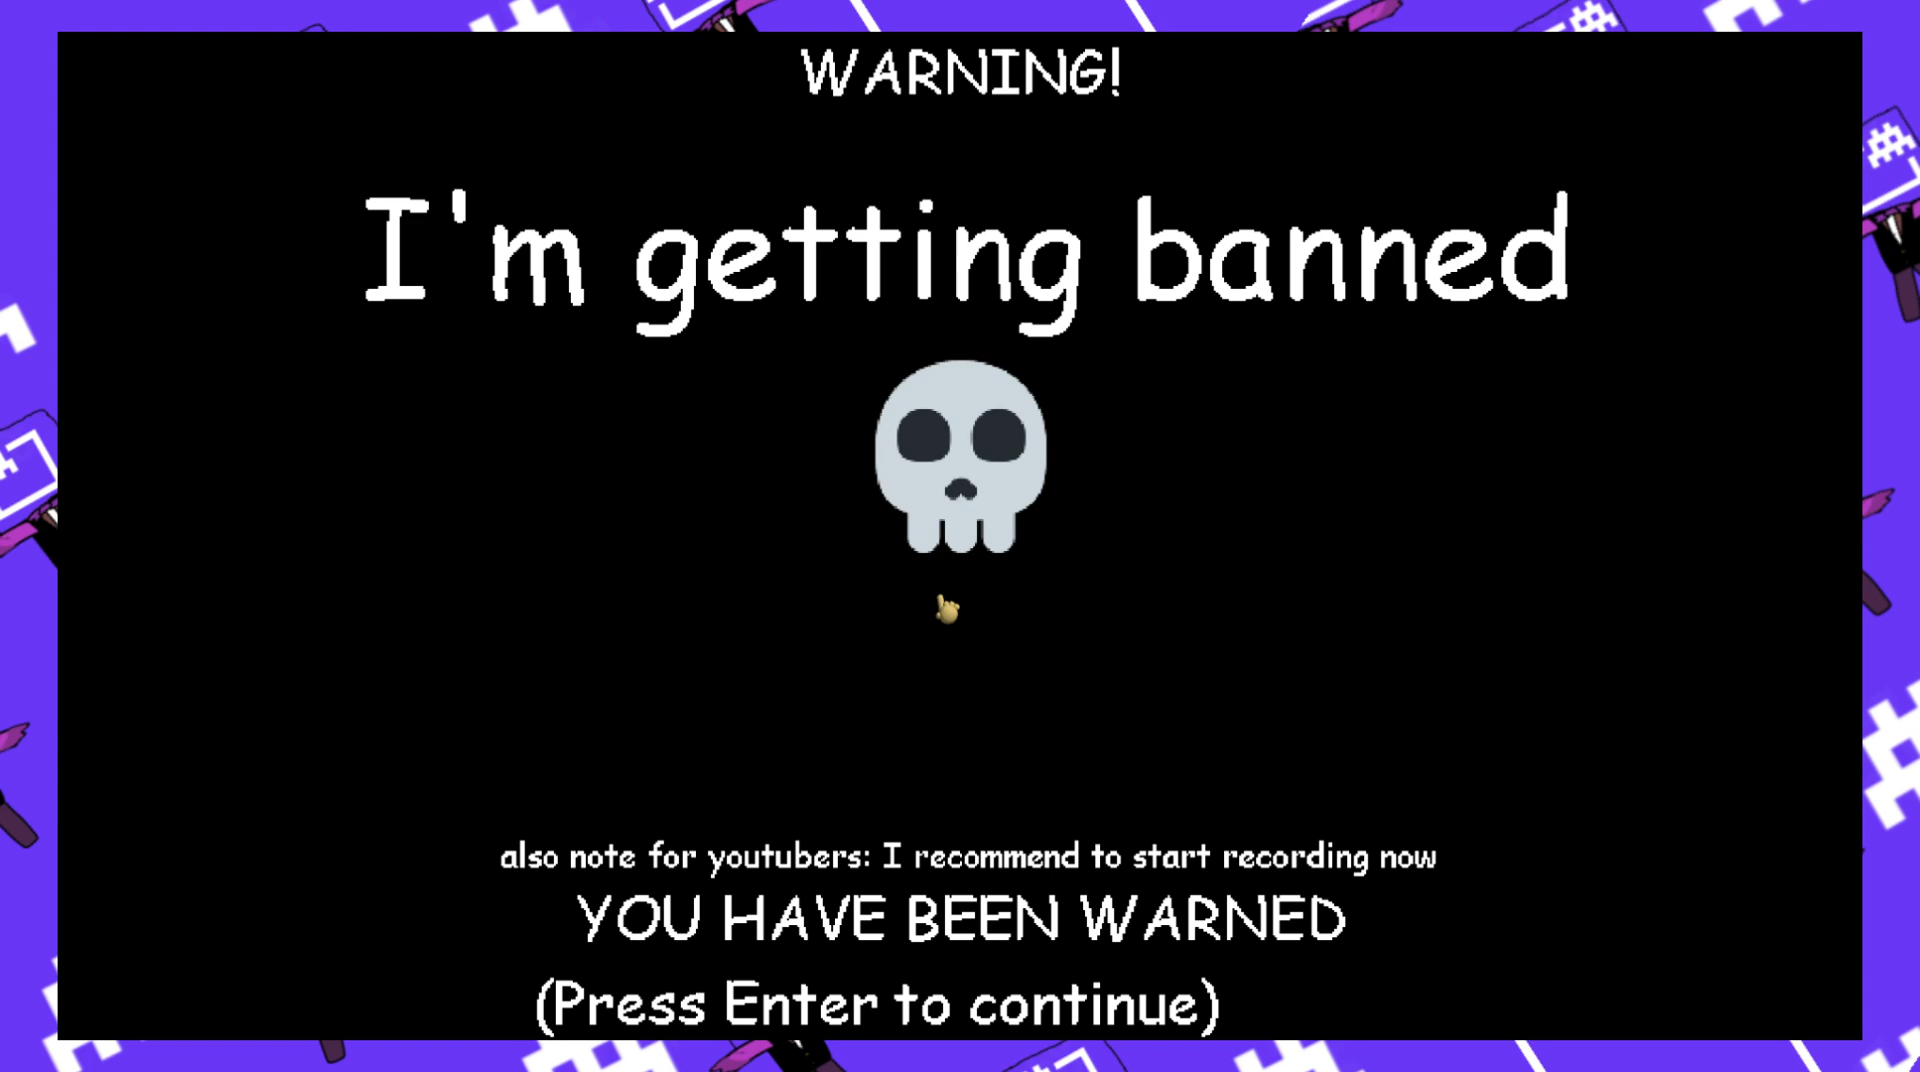 WARNING!
I'm getting banned
also note for youtubers: I recommend to start recording now
YOU HAVE BEEN WARNED
(Press Enter to continue)